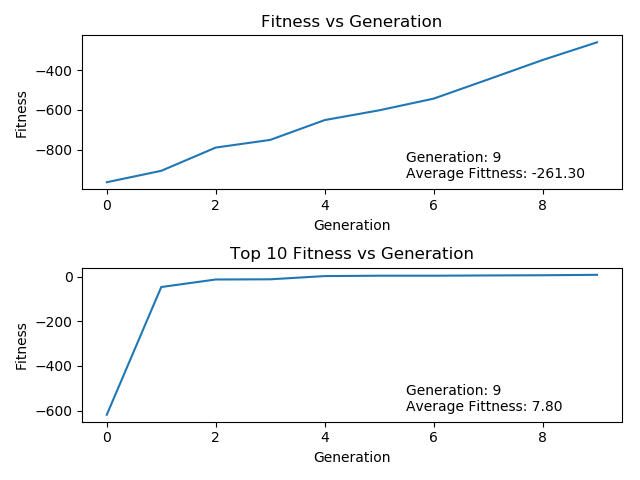 Fitness vs Generation
−400
−600
−800
Fitness
Generation: 9
Average Fittness: -261.30
0 2 4 6 8
Generation
Top 10 Fitness vs Generation
0
−200
−400
−600
Fitness
Generation: 9
Average Fittness: 7.80
0 2 4 6 8
Generation